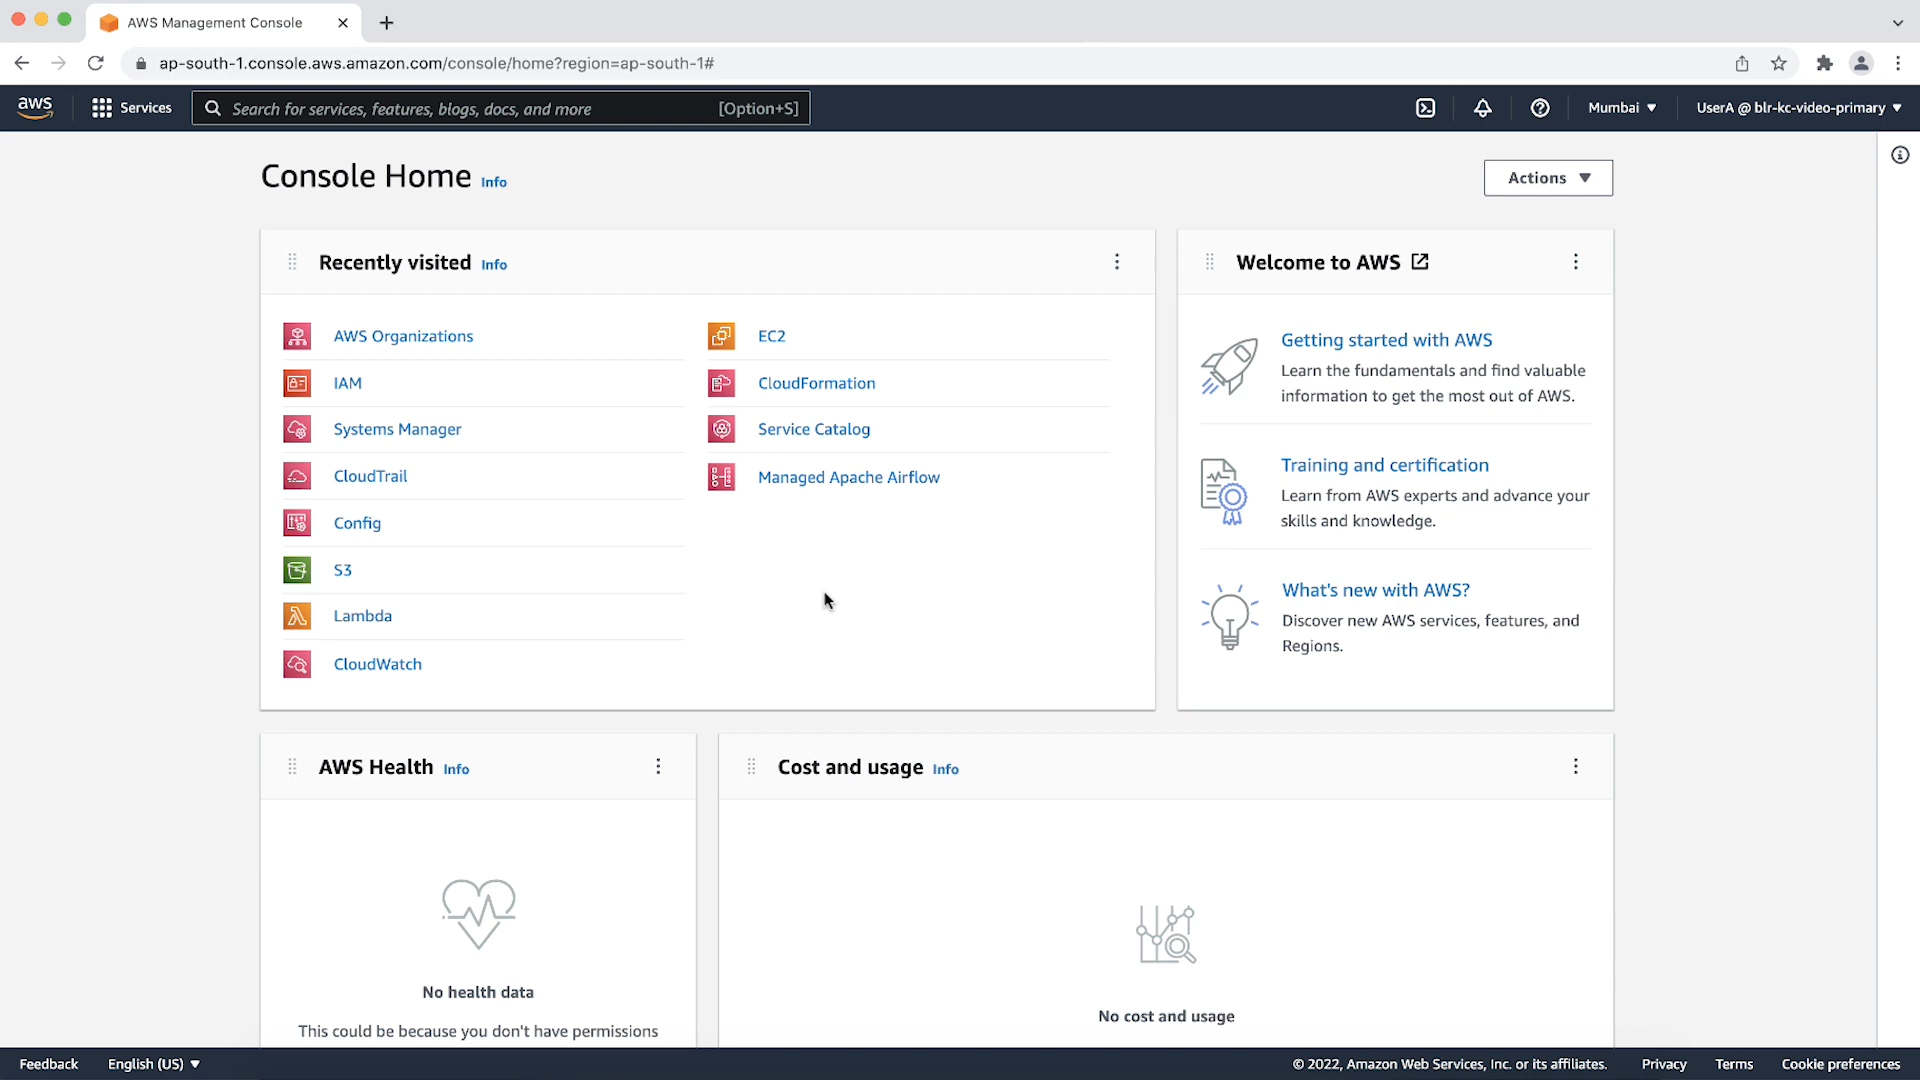 AWS Management Console
ap-south-1.console.aws.amazon.com/console/home?region=ap-south-1#
aws
Services
Search for services, features, blogs, docs, and more
[Option+S]
Mumbai
UserA @ blr-kc-video-primary
Console Home Info
Actions
Recently visited Info
AWS Organizations
IAM
Systems Manager
CloudTrail
Config
S3
Lambda
CloudWatch
EC2
CloudFormation
Service Catalog
Managed Apache Airflow
Welcome to AWS
Getting started with AWS
Learn the fundamentals and find valuable
information to get the most out of AWS.
Training and certification
Learn from AWS experts and advance your
skills and knowledge.
What's new with AWS?
Discover new AWS services, features, and
Regions.
AWS Health Info
No health data
This could be because you don't have permissions
Cost and usage Info
No cost and usage
Feedback
English (US)
© 2022, Amazon Web Services, Inc. or its affiliates.
Privacy
Terms
Cookie preferences